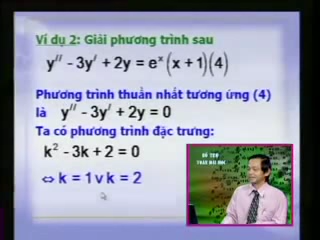 Ví dụ 2: Giải phương trình sau
y// - 3y/ + 2y = eˣ(x + 1)(4)
Phương trình thuần nhất tương ứng (4)
là y// - 3y/ + 2y = 0
Ta có phương trình đặc trưng:
k² - 3k + 2 = 0
⇔ k = 1 v k = 2